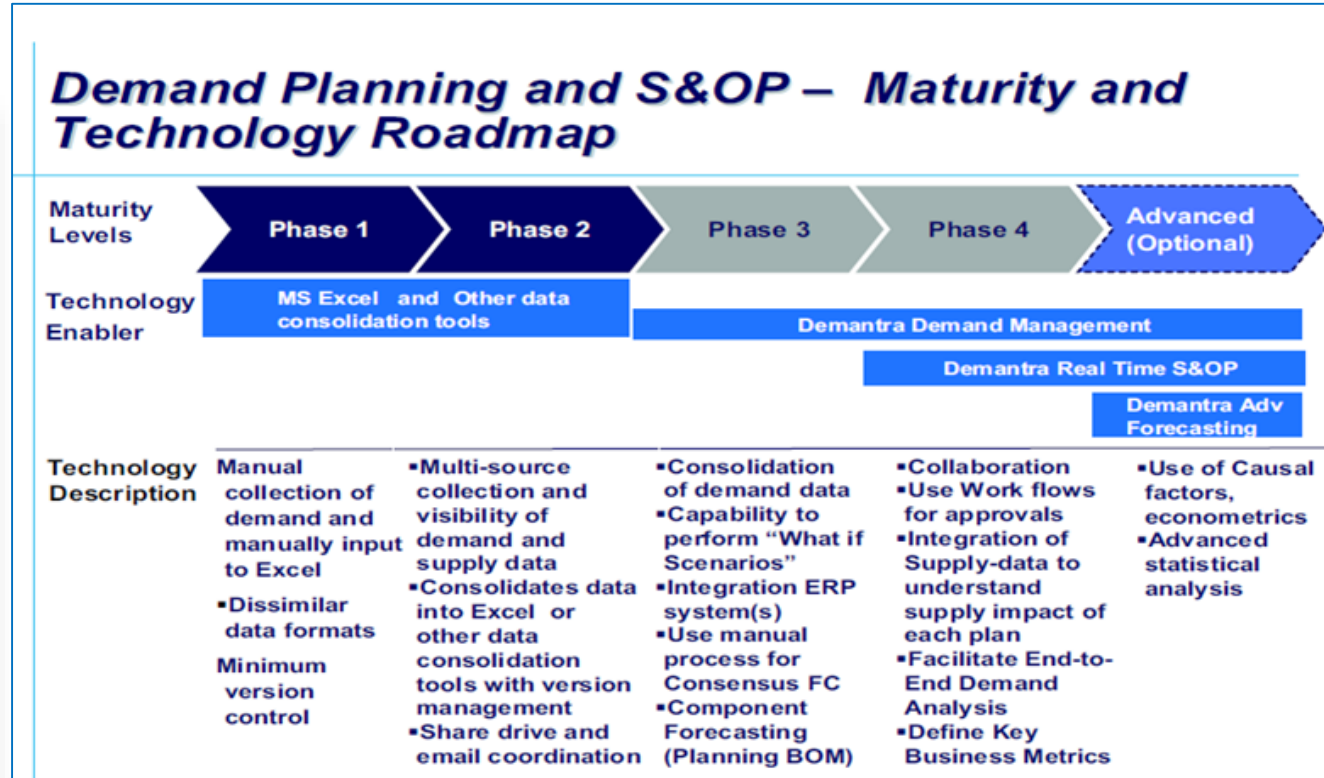 Demand Planning and S&OP – Maturity and
Technology Roadmap
Maturity
Levels
Phase 1
Phase 2
Phase 3
Phase 4
Advanced
(Optional)
Technology
Enabler
MS Excel and Other data
consolidation tools
Demantra Demand Management
Demantra Real Time S&OP
Demantra Adv
Forecasting
Technology
Description
Manual
collection of
demand and
manually input
to Excel
▪Dissimilar
data formats
Minimum
version
control
▪Multi-source
collection and
visibility of
demand and
supply data
▪Consolidates data
into Excel or
other data
consolidation
tools with version
management
▪Share drive and
email coordination
▪Consolidation
of demand data
▪Capability to
perform “What if
Scenarios”
▪Integration ERP
system(s)
▪Use manual
process for
Consensus FC
▪Component
Forecasting
(Planning BOM)
▪Collaboration
▪Use Work flows
for approvals
▪Integration of
Supply-data to
understand
supply impact of
each plan
▪Facilitate End-to-
End Demand
Analysis
▪Define Key
Business Metrics
▪Use of Causal
factors,
econometrics
▪Advanced
statistical
analysis